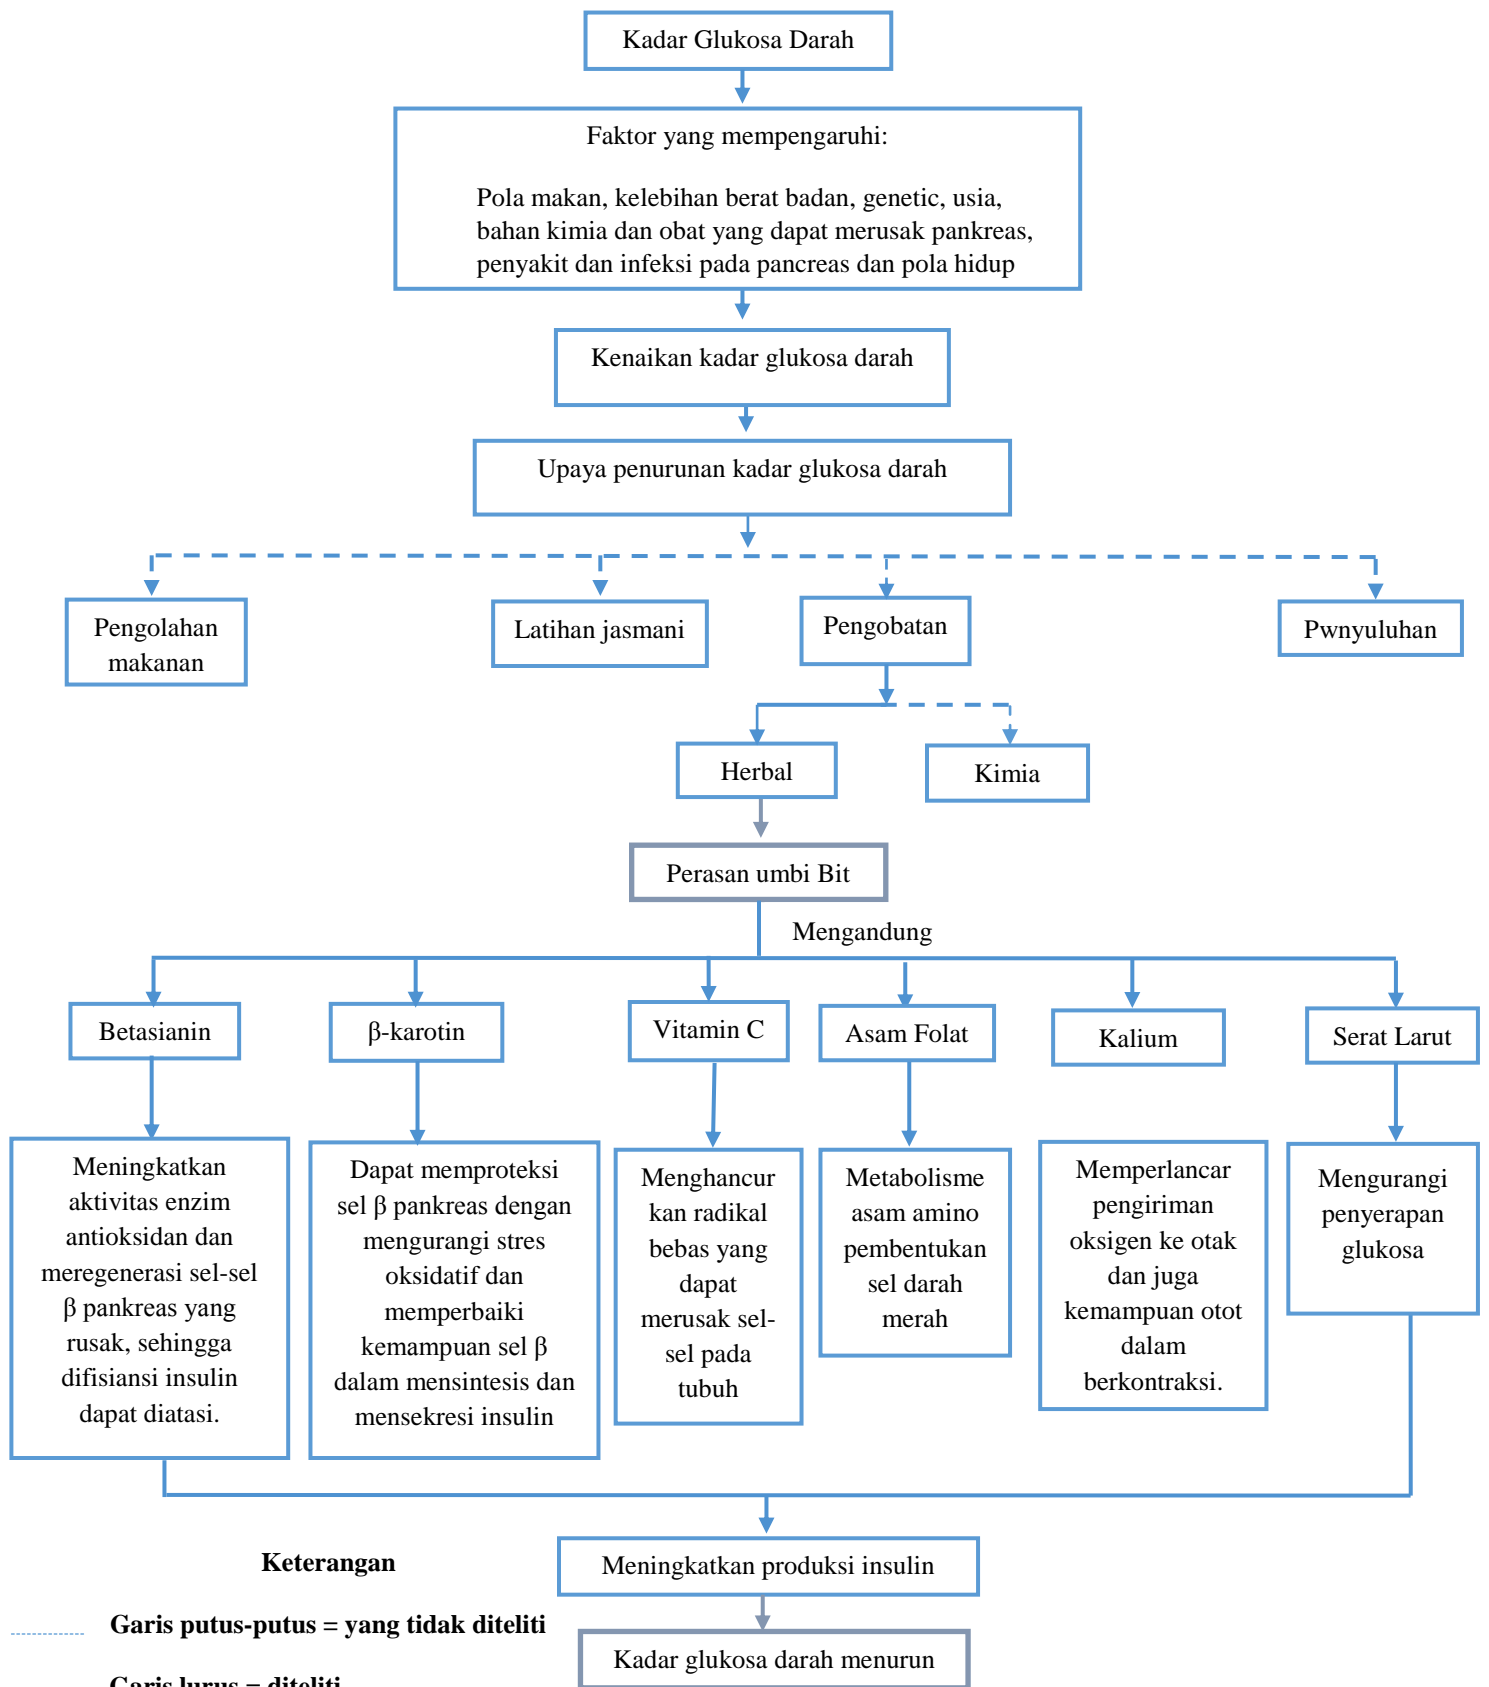 Kadar Glukosa Darah
Faktor yang mempengaruhi:
Pola makan, kelebihan berat badan, genetic, usia,
bahan kimia dan obat yang dapat merusak pankreas,
penyakit dan infeksi pada pancreas dan pola hidup
Kenaikan kadar glukosa darah
Upaya penurunan kadar glukosa darah
Pengolahan
makanan
Latihan jasmani
Pengobatan
Pwnyuluhan
Herbal
Kimia
Perasan umbi Bit
Mengandung
Betasianin
β-karotin
Vitamin C
Asam Folat
Kalium
Serat Larut
Meningkatkan
aktivitas enzim
antioksidan dan
meregenerasi sel-sel
β pankreas yang
rusak, sehingga
difisiansi insulin
dapat diatasi.
Dapat memproteksi
sel β pankreas dengan
mengurangi stres
oksidatif dan
memperbaiki
kemampuan sel β
dalam mensintesis dan
mensekresi insulin
Menghancur
kan radikal
bebas yang
dapat
merusak sel-
sel pada
tubuh
Metabolisme
asam amino
pembentukan
sel darah
merah
Memperlancar
pengiriman
oksigen ke otak
dan juga
kemampuan otot
dalam
berkontraksi.
Mengurangi
penyerapan
glukosa
Meningkatkan produksi insulin
Kadar glukosa darah menurun
Keterangan
Garis putus-putus = yang tidak diteliti
Garis lurus = diteliti